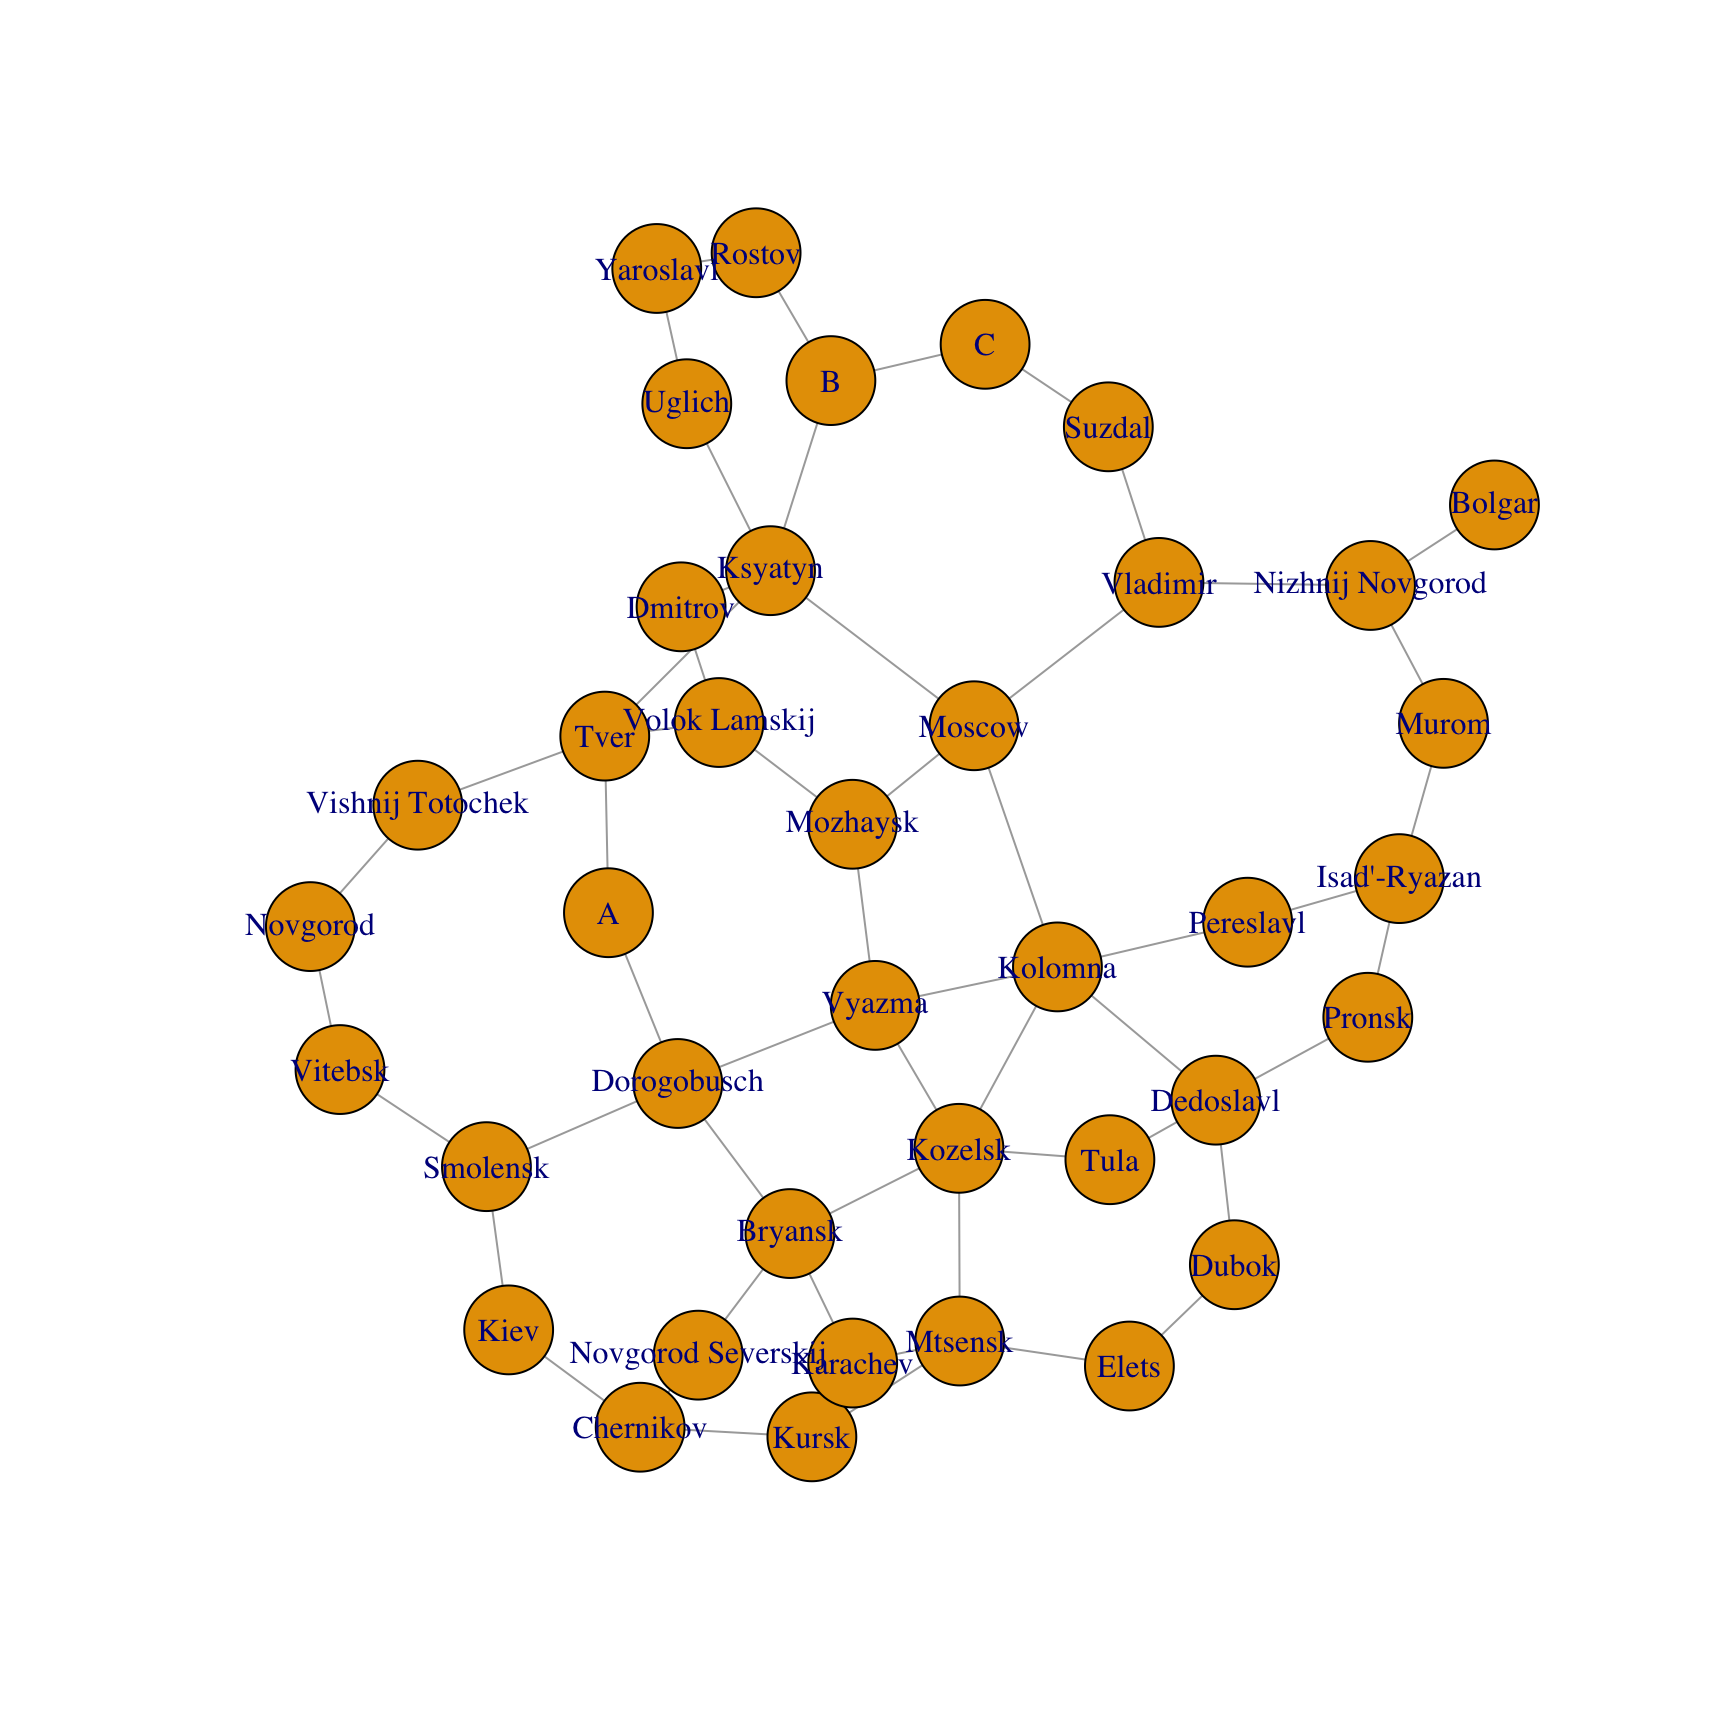 Yaroslavl
Rostov
C
B
Uglich
Suzdal
Bolgar
Ksyatyn
Vladimir
Nizhnij Novgorod
Dmitrov
Volok Lamskij
Moscow
Murom
Tver
Vishnij Totochek
Mozhaysk
Isad'-Ryazan
A
Novgorod
Pereslavl
Kolomna
Vyazma
Pronsk
Vitebsk
Dorogobusch
Dedoslavl
Kozelsk
Tula
Smolensk
Bryansk
Dubok
Kiev
Mtsensk
Novgorod Severskij
Karachev
Elets
Chernikov
Kursk